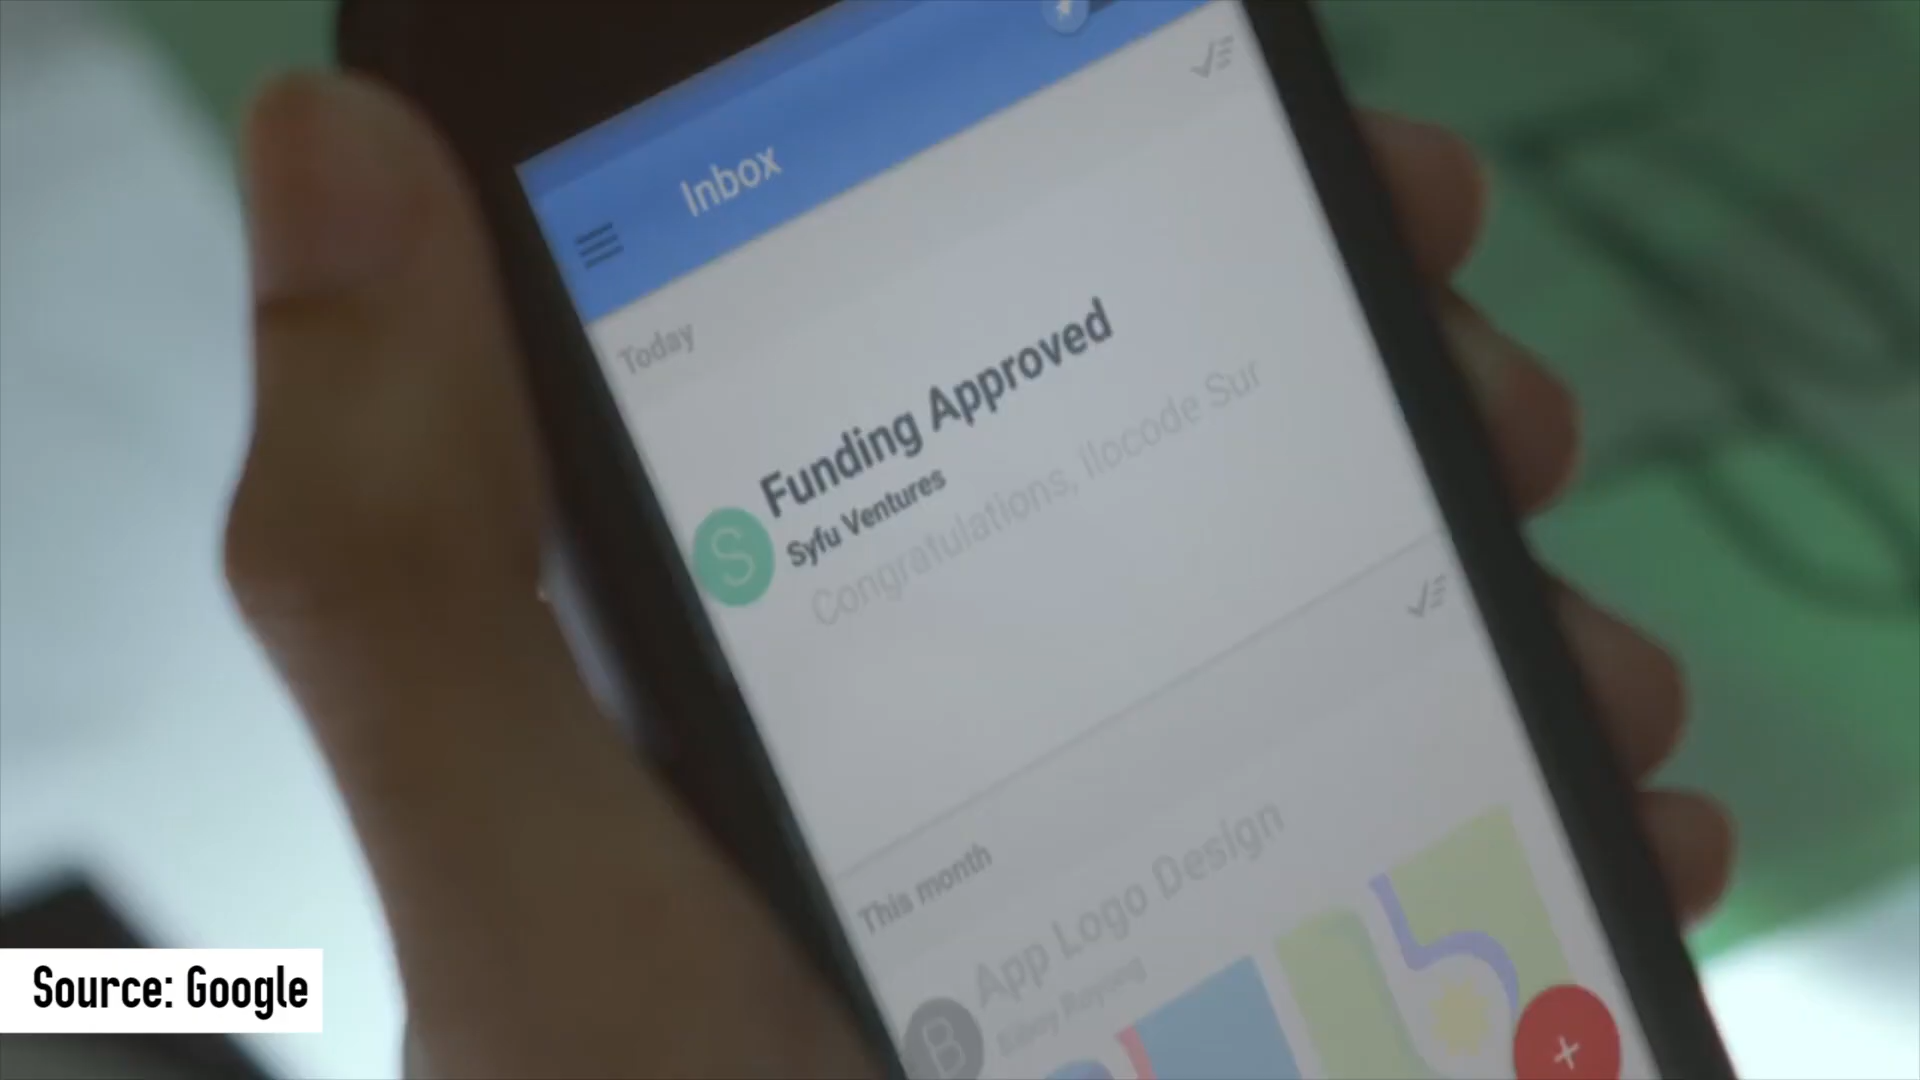 Inbox
Today
Funding Approved
S
Syfu Ventures
Congratulations, Ilocode Sur
This month
App Logo Design
B
Source: Google